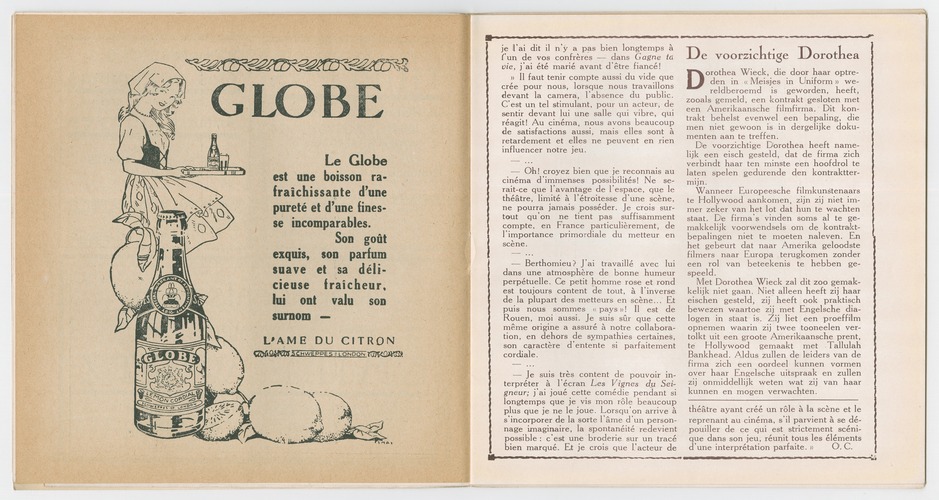 GLOBE
Le Globe
est une boisson ra-
fraîchissante d'une
pureté et d'une fines-
se incomparables.
Son goût
exquis, son parfum
suave et sa déli-
cieuse fraicheur,
lui ont valu son
surnom —
L'AME DU CITRON
SCHWEPPES LONDON
GLOBE
LEMON CORDIAL
je l'ai dit il n'y a pas bien longtemps à
l'un de vos confrères — dans Gagne ta
vie, j'ai été marié avant d'être fiancé!
» Il faut tenir compte aussi du vide que
crée pour nous, lorsque nous travaillons
devant la camera, l'absence du public.
C'est un tel stimulant, pour un acteur, de
sentir devant lui une salle qui vibre, qui
réagit! Au cinéma, nous avons beaucoup
de satisfactions aussi, mais elles sont à
retardement et elles ne peuvent en rien
influencer notre jeu.
— ...
— Oh! croyez bien que je reconnais au
cinéma d'immenses possibilités! Ne se-
rait-ce que l'avantage de l'espace, que le
théâtre, limité à l'étroitesse d'une scène,
ne pourra jamais posséder. Je crois sur-
tout qu'on ne tient pas suffisamment
compte, en France particulièrement, de
l'importance primordiale du metteur en
scène.
— ...
— Berthomieu? J'ai travaillé avec lui
dans une atmosphère de bonne humeur
perpétuelle. Ce petit homme rose et rond
est toujours content de tout, à l'inverse
de la plupart des metteurs en scène... Et
puis nous sommes « pays »! Il est de
Rouen, moi aussi. Je suis sûr que cette
même origine a assuré à notre collabora-
tion, en dehors de sympathies certaines,
son caractère d'entente si parfaitement
cordiale.
— ...
— Je suis très content de pouvoir in-
terpréter à l'écran Les Vignes du Sei-
gneur; j'ai joué cette comédie pendant si
longtemps que je vis mon rôle beaucoup
plus que je ne le joue. Lorsqu'on arrive à
s'incorporer de la sorte l'âme d'un person-
nage imaginaire, la spontanéité redevient
possible : c'est une broderie sur un tracé
bien marqué. Et je crois que l'acteur de
De voorzichtige Dorothea
Dorothea Wieck, die door haar optre-
den in « Meisjes in Uniform » we-
reldberoemd is geworden, heeft,
zooals gemeld, een kontrakt gesloten met
een Amerikaansche filmfirma. Dit kon-
trakt behelst evenwel een bepaling, die
men niet gewoon is in dergelijke doku-
menten aan te treffen.
De voorzichtige Dorothea heeft name-
lijk een eisch gesteld, dat de firma zich
verbindt haar ten minste een hoofdrol te
laten spelen gedurende den kontrakter-
mijn.
Wanneer Europeesche filmkunstenaars
te Hollywood aankomen, zijn zij niet im-
mer zeker van het lot dat hun te wachten
staat. De firma's vinden soms al te ge-
makkelijk voorwendsels om de kontrakt-
bepalingen niet te moeten naleven. En
het gebeurt dat naar Amerika geloodste
filmers naar Europa terugkomen zonder
een rol van beteekenis te hebben ge-
speeld.
Met Dorothea Wieck zal dit zoo gemak-
kelijk niet gaan. Niet alleen heeft zij haar
eischen gesteld, zij heeft ook praktisch
bewezen waartoe zij met Engelsche dia-
logen in staat is. Zij liet een proeffilm
opnemen waarin zij twee tooneelen ver-
tolkt uit een groote Amerikaansche prent,
te Hollywood gemaakt met Tallulah
Bankhead. Aldus zullen de leiders van de
firma zich een oordeel kunnen vormen
over haar Engelsche uitspraak en zullen
zij onmiddellijk weten wat zij van haar
kunnen en mogen verwachten.
théâtre ayant créé un rôle à la scène et le
reprenant au cinéma, s'il parvient à se dé-
pouiller de ce qui est strictement scéni-
que dans son jeu, réunit tous les éléments
d'une interprétation parfaite. » O. C.